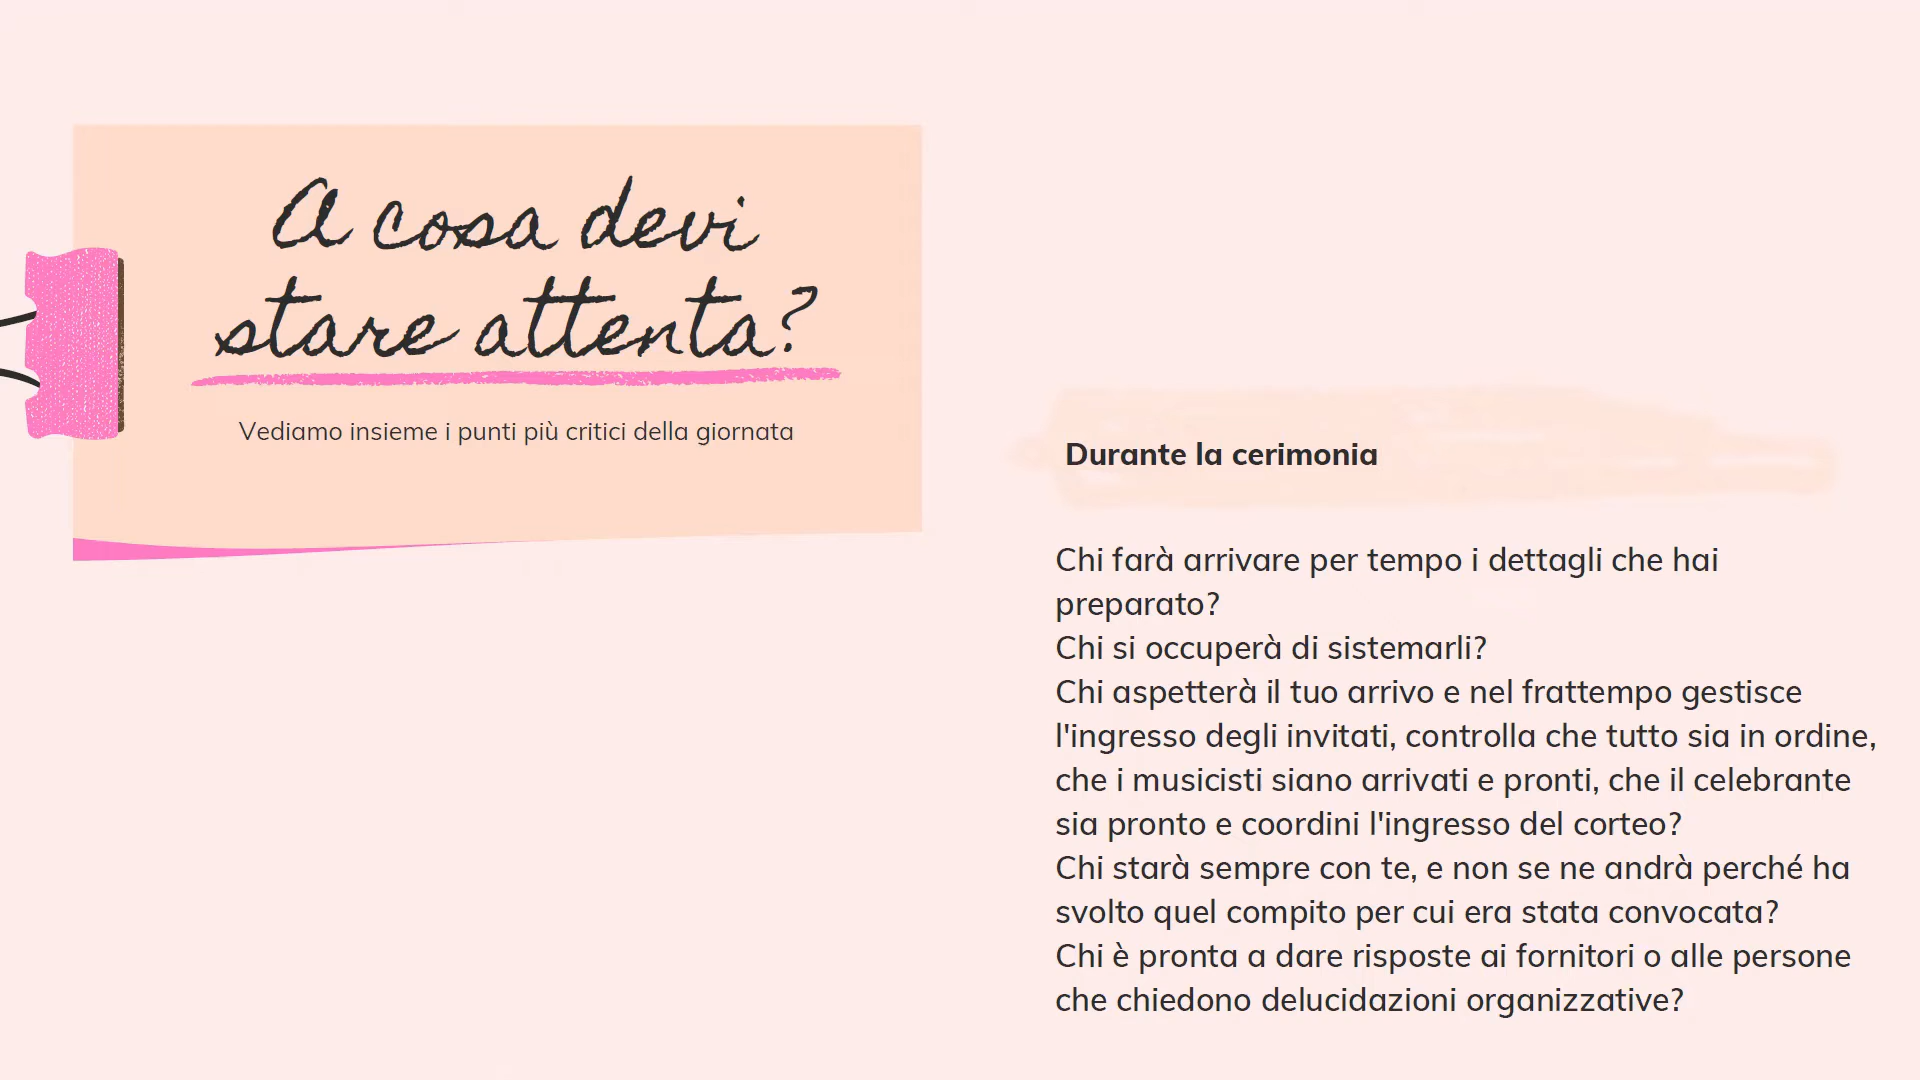 A cosa devi
stare attenta?
Vediamo insieme i punti più critici della giornata
Durante la cerimonia
Chi farà arrivare per tempo i dettagli che hai
preparato?
Chi si occuperà di sistemarli?
Chi aspetterà il tuo arrivo e nel frattempo gestisce
l'ingresso degli invitati, controlla che tutto sia in ordine,
che i musicisti siano arrivati e pronti, che il celebrante
sia pronto e coordini l'ingresso del corteo?
Chi starà sempre con te, e non se ne andrà perché ha
svolto quel compito per cui era stata convocata?
Chi è pronta a dare risposte ai fornitori o alle persone
che chiedono delucidazioni organizzative?